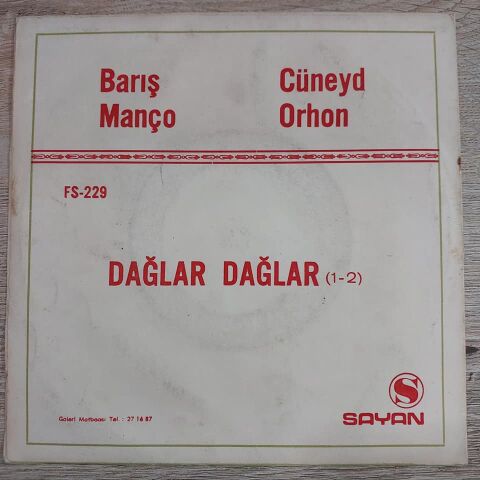 Barış Manço
Cüneyd Orhon
FS-229
DAĞLAR DAĞLAR (1-2)
S
SAYAN
Galeri Matbaası Tel. : 27 16 87